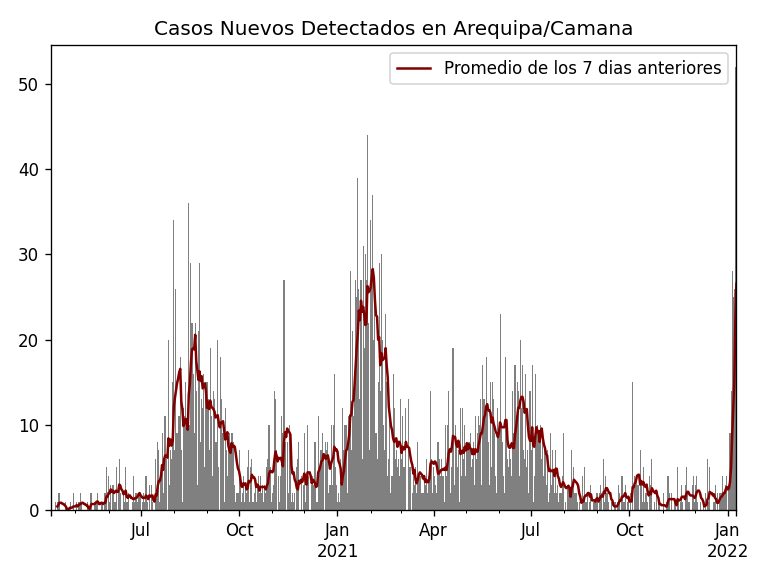 Casos Nuevos Detectados en Arequipa/Camana
Promedio de los 7 dias anteriores
50
40
30
20
10
0
Jul
Oct
Jan
2021
Apr
Jul
Oct
Jan
2022